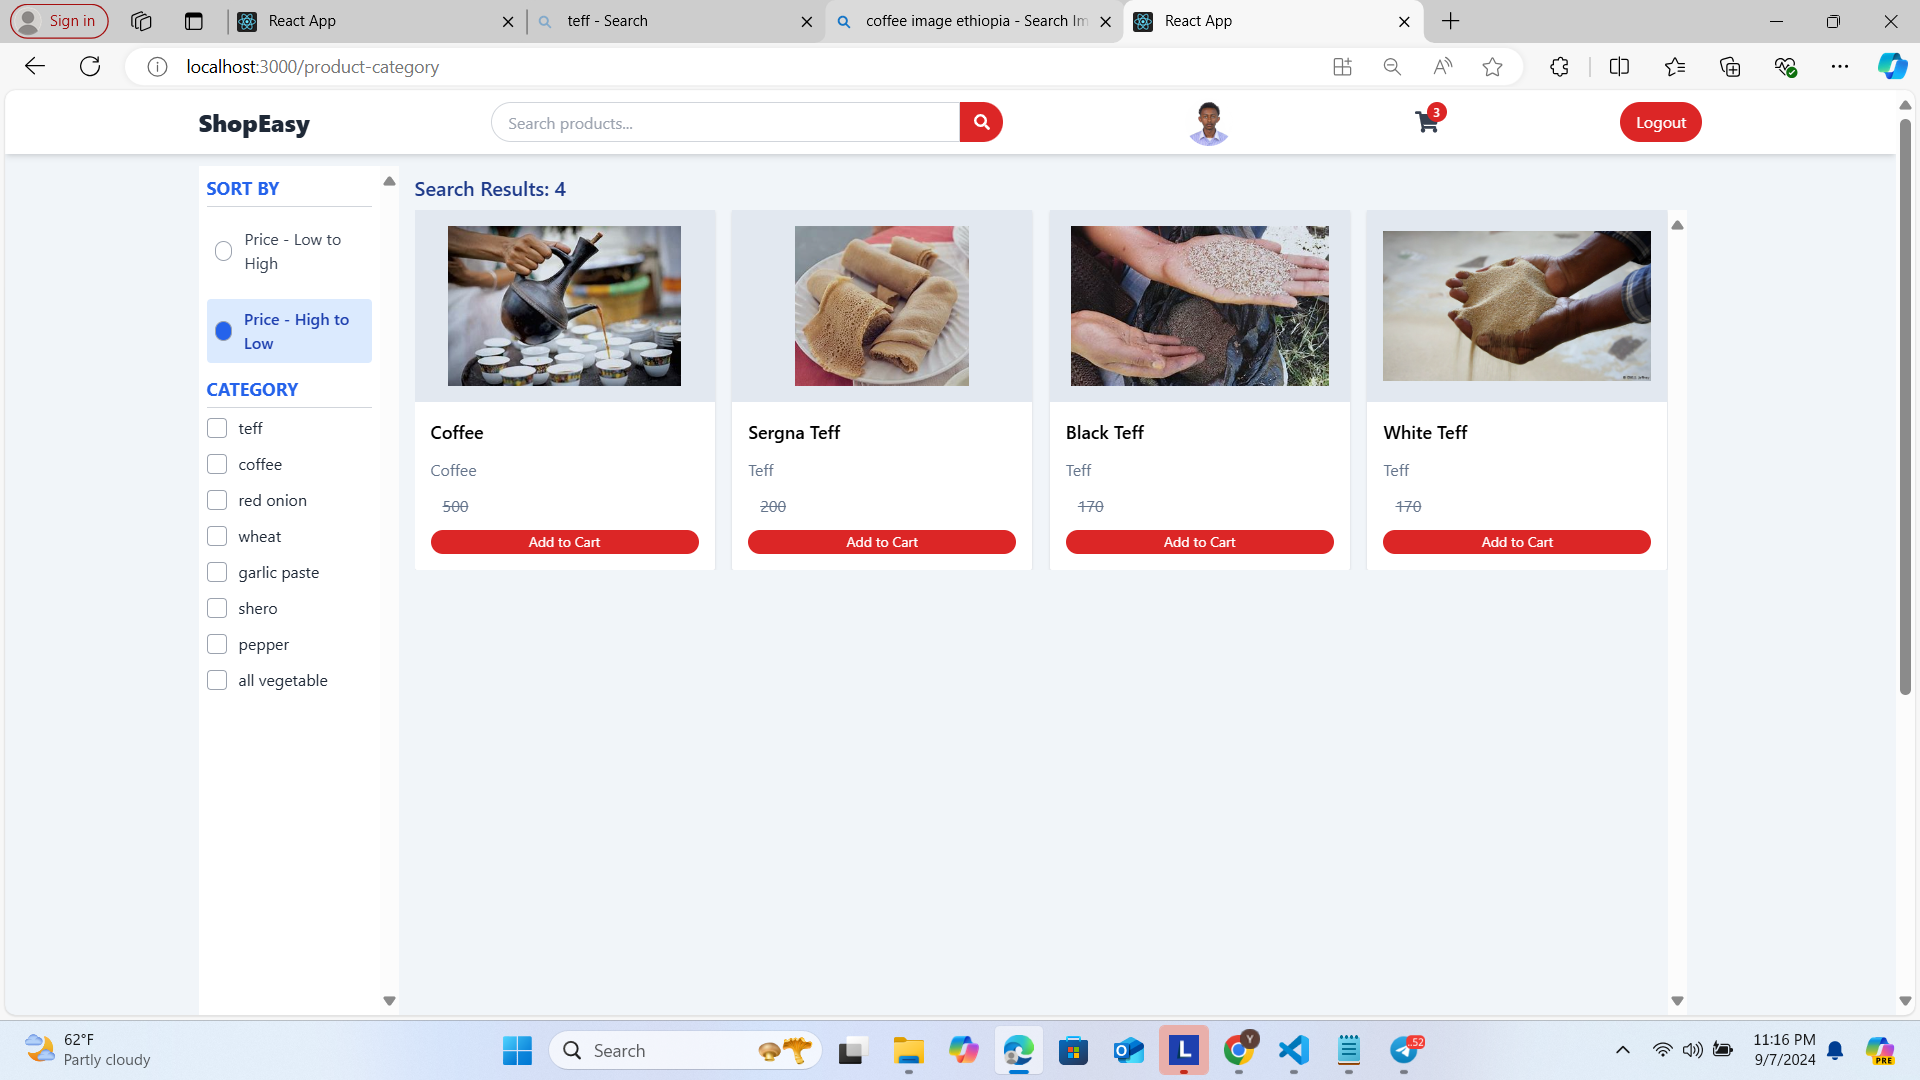 Sign in
React App
teff - Search
coffee image ethiopia - Search Im
React App
localhost:3000/product-category
ShopEasy
Search products...
3
Logout
SORT BY
Price - Low to
High
Price - High to
Low
CATEGORY
teff
coffee
red onion
wheat
garlic paste
shero
pepper
all vegetable
Search Results: 4
Coffee
Coffee
500
Add to Cart
Sergna Teff
Teff
200
Add to Cart
Black Teff
Teff
170
Add to Cart
White Teff
Teff
170
Add to Cart
62°F
Partly cloudy
Search
L
Y
52
11:16 PM
9/7/2024
PRE